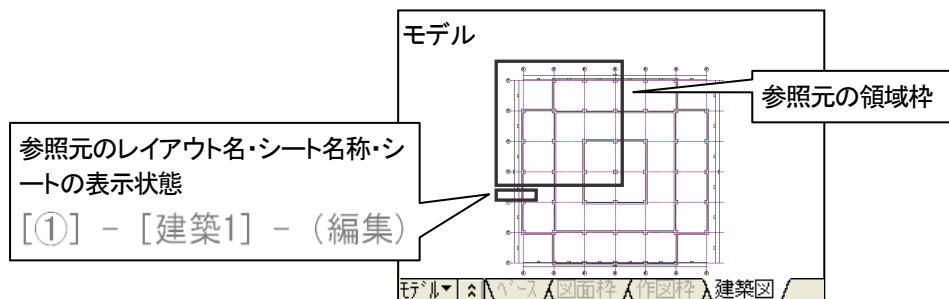 モデル
参照元の領域枠
参照元のレイアウト名・シート名称・シ
ートの表示状態
[①] － [建築1] － （編集）
ﾓﾃﾞﾙ▼
ﾍﾞｰｽ
図面枠
作図枠
建築図